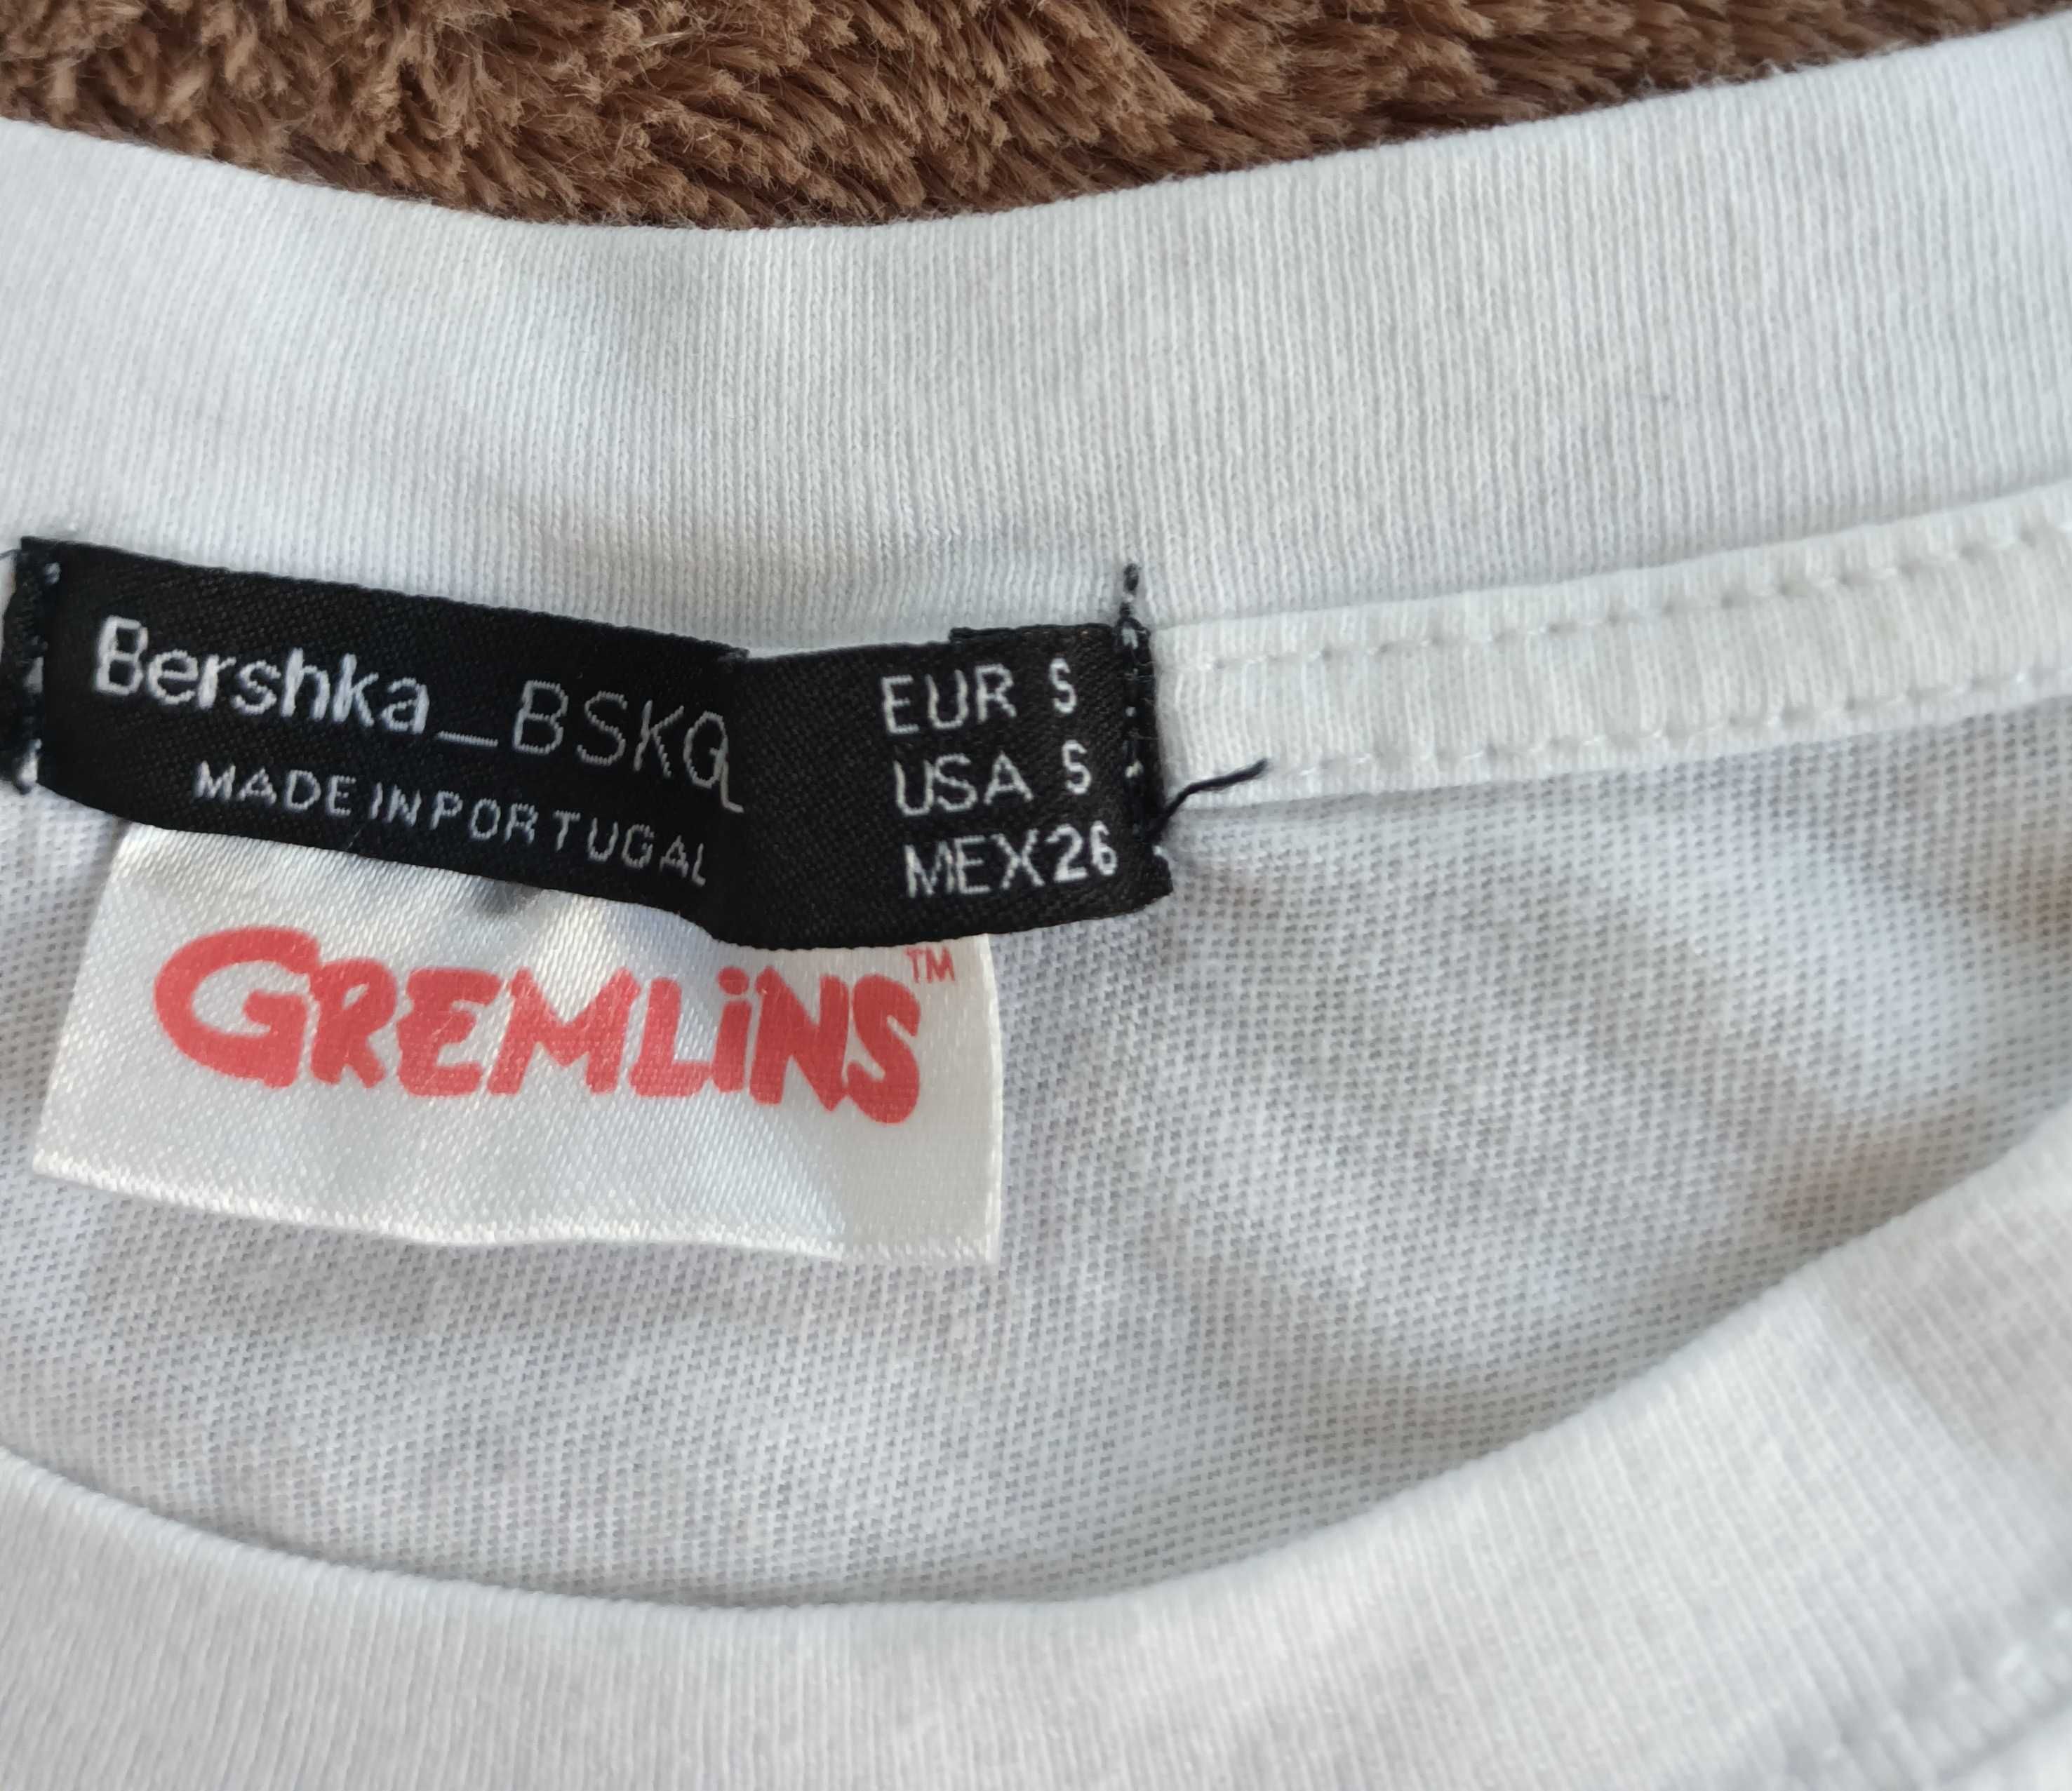 Bershka_BSKQ
MADE IN PORTUGAL
EUR S
USA S
MEX 26
GREMLiNS™